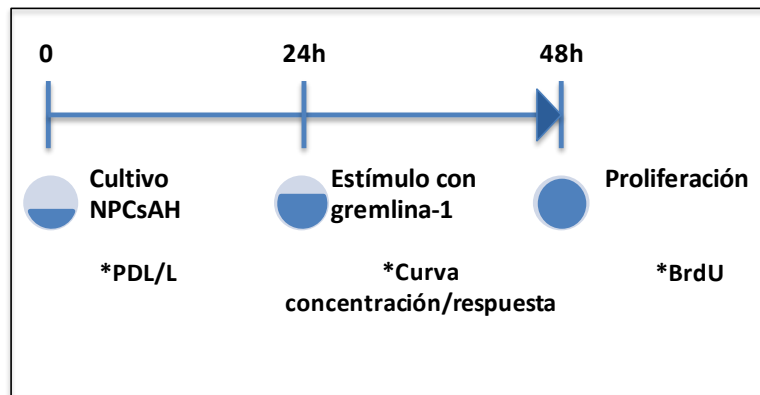 0
24h
48h
Cultivo
NPCsAH
Estímulo con
gremlina-1
Proliferación
*PDL/L
*Curva
concentración/respuesta
*BrdU